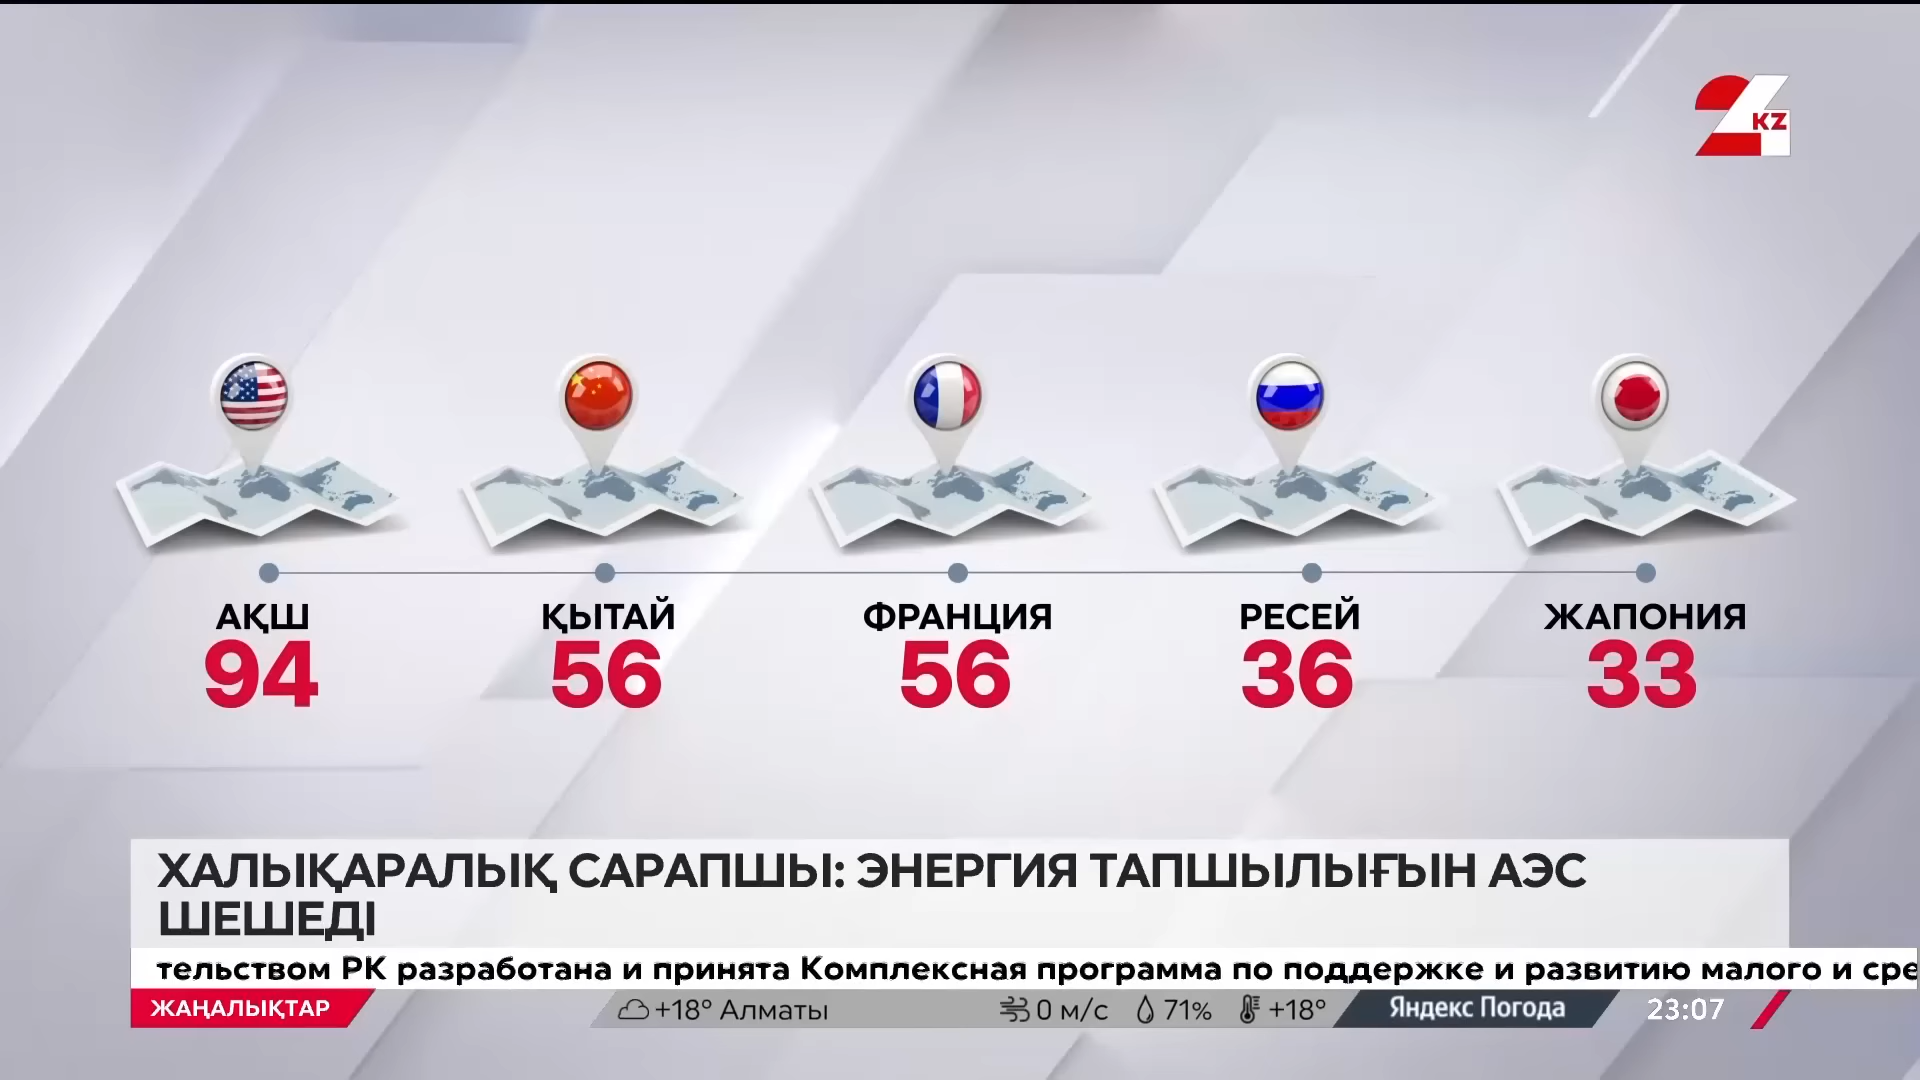 24 KZ
АҚШ
94
ҚЫТАЙ
56
ФРАНЦИЯ
56
РЕСЕЙ
36
ЖАПОНИЯ
33
ХАЛЫҚАРАЛЫҚ САРАПШЫ: ЭНЕРГИЯ ТАПШЫЛЫҒЫН АЭС
ШЕШЕДІ
тельством РК разработана и принята Комплексная программа по поддержке и развитию малого и сре
ЖАҢАЛЫҚТАР +18° Алматы 0 м/с 71% +18° Яндекс Погода 23:07